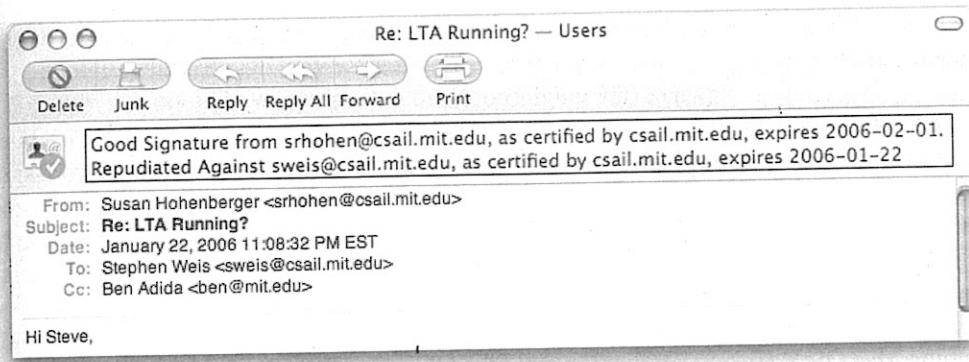 Re: LTA Running? — Users
Delete Junk Reply Reply All Forward Print
Good Signature from srhohen@csail.mit.edu, as certified by csail.mit.edu, expires 2006-02-01.
Repudiated Against sweis@csail.mit.edu, as certified by csail.mit.edu, expires 2006-01-22
From: Susan Hohenberger <srhohen@csail.mit.edu>
Subject: Re: LTA Running?
Date: January 22, 2006 11:08:32 PM EST
To: Stephen Weis <sweis@csail.mit.edu>
Cc: Ben Adida <ben@mit.edu>
Hi Steve,